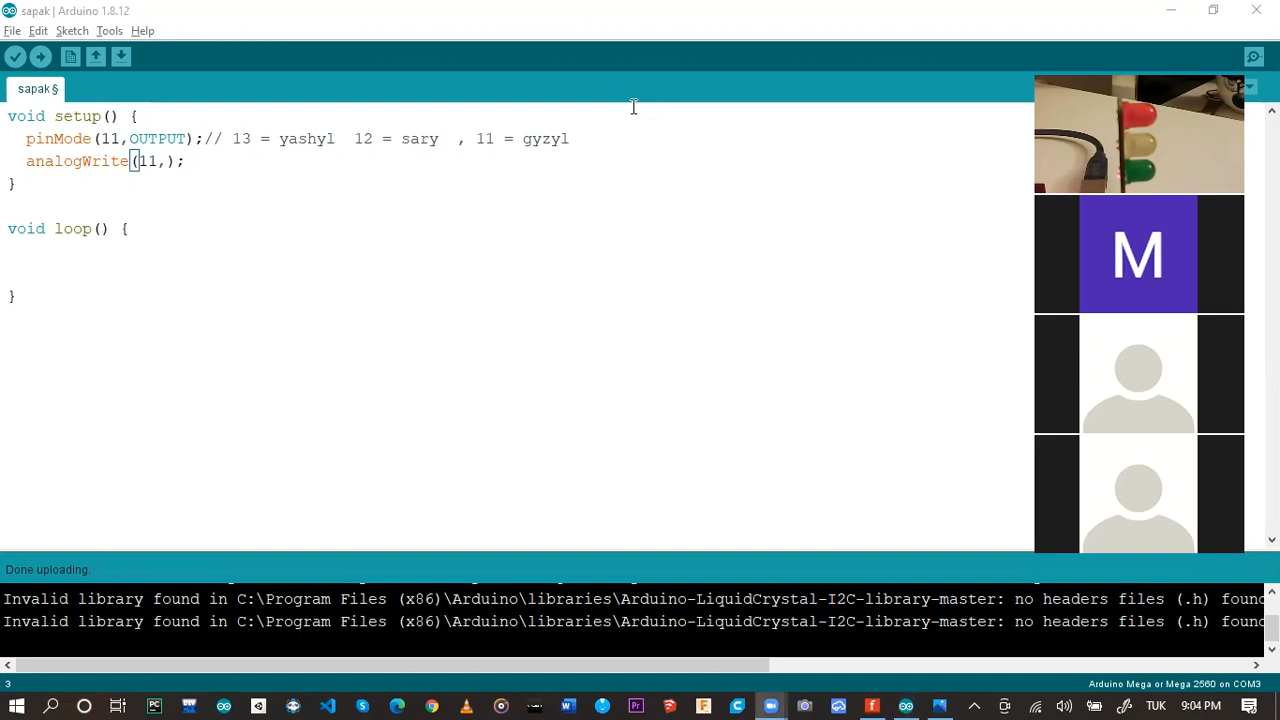 sapak | Arduino 1.8.12
File Edit Sketch Tools Help
sapak §
void setup() {
pinMode(11,OUTPUT);// 13 = yashyl 12 = sary , 11 = gyzyl
analogWrite(11,);
}
void loop() {
}
M
Done uploading.
Invalid library found in C:\Program Files (x86)\Arduino\libraries\Arduino-LiquidCrystal-I2C-library-master: no headers files (.h) found
Invalid library found in C:\Program Files (x86)\Arduino\libraries\Arduino-LiquidCrystal-I2C-library-master: no headers files (.h) found
3 Arduino Mega or Mega 2560 on COM3
TUK 9:04 PM